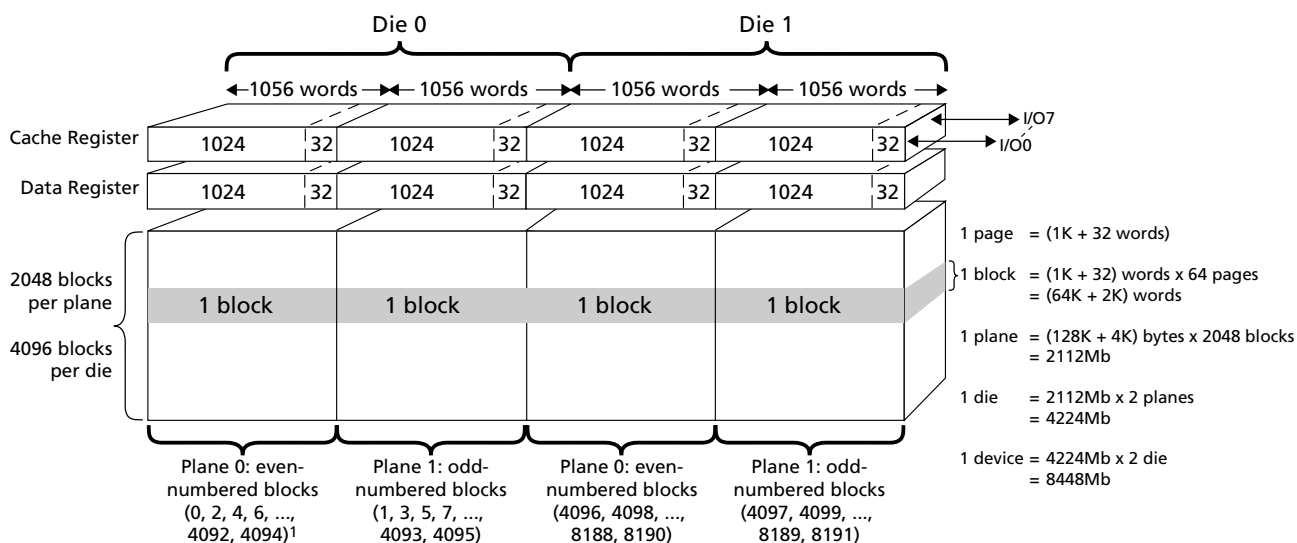 Die 0
Die 1
1056 words
1056 words
1056 words
1056 words
I/O7
I/O0
Cache Register
1024
32
1024
32
1024
32
1024
32
Data Register
1024
32
1024
32
1024
32
1024
32
2048 blocks
per plane
4096 blocks
per die
1 block
1 block
1 block
1 block
1 page = (1K + 32 words)
1 block = (1K + 32) words x 64 pages
= (64K + 2K) words
1 plane = (128K + 4K) bytes x 2048 blocks
= 2112Mb
1 die = 2112Mb x 2 planes
= 4224Mb
1 device = 4224Mb x 2 die
= 8448Mb
Plane 0: even-
numbered blocks
(0, 2, 4, 6, ...,
4092, 4094)1
Plane 1: odd-
numbered blocks
(1, 3, 5, 7, ...,
4093, 4095)
Plane 0: even-
numbered blocks
(4096, 4098, ...,
8188, 8190)
Plane 1: odd-
numbered blocks
(4097, 4099, ...,
8189, 8191)